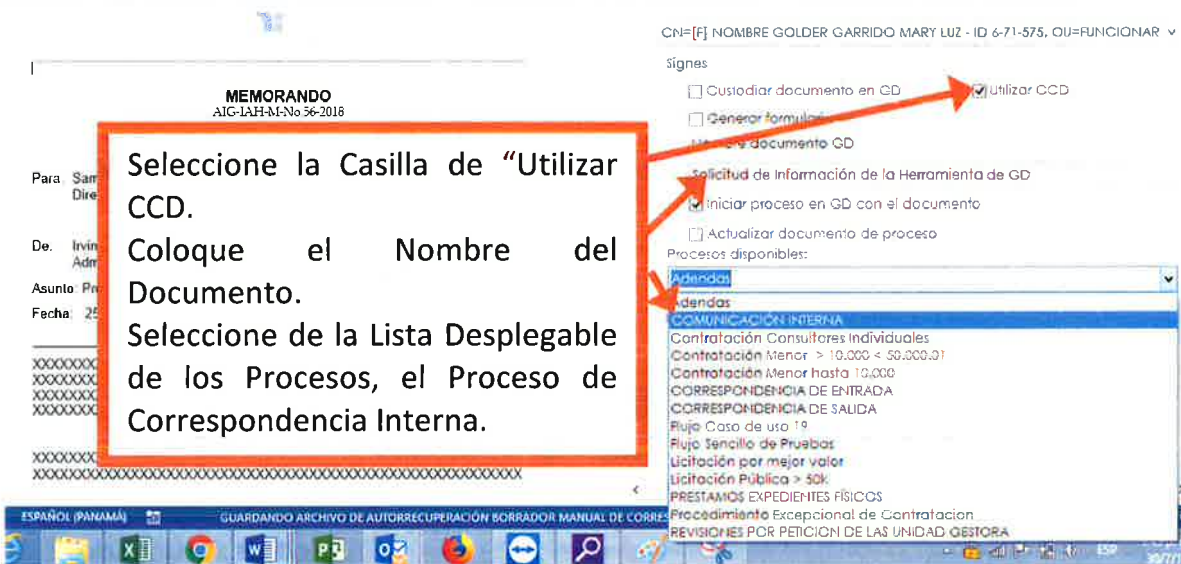 CN=[F] NOMBRE GOLDER GARRIDO MARY LUZ - ID 6-71-575, OU=FUNCIONAR
Signes
Custodiar documento en GD
Utilizar CCD
Generar formulario
documento GD
Solicitud de Información de la Herramienta de GD
Iniciar proceso en GD con el documento
Actualizar documento de proceso
Procesos disponibles:
Adendas
Adendas
COMUNICACIÓN INTERNA
Contratación Consultores Individuales
Contratación Menor > 10.000 < 50.000.01
Contratación Menor hasta 10,000
CORRESPONDENCIA DE ENTRADA
CORRESPONDENCIA DE SALIDA
Flujo Caso de uso 19
Flujo Sencillo de Pruebas
Licitación por mejor valor
Licitación Pública > 50k
PRESTAMOS EXPEDIENTES FÍSICOS
Procedimiento Excepcional de Contratacion
REVISIONES POR PETICION DE LAS UNIDAD GESTORA
MEMORANDO
AIG-IAH-M-No 56-2018
Para Sam
Dire
De. Irvin
Adm
Asunto: Pr
Fecha: 25
Seleccione la Casilla de “Utilizar
CCD.
Coloque el Nombre del
Documento.
Seleccione de la Lista Desplegable
de los Procesos, el Proceso de
Correspondencia Interna.
ESPAÑOL (PANAMÁ)
GUARDANDO ARCHIVO DE AUTORRECUPERACIÓN BORRADOR MANUAL DE CORRES
ESP